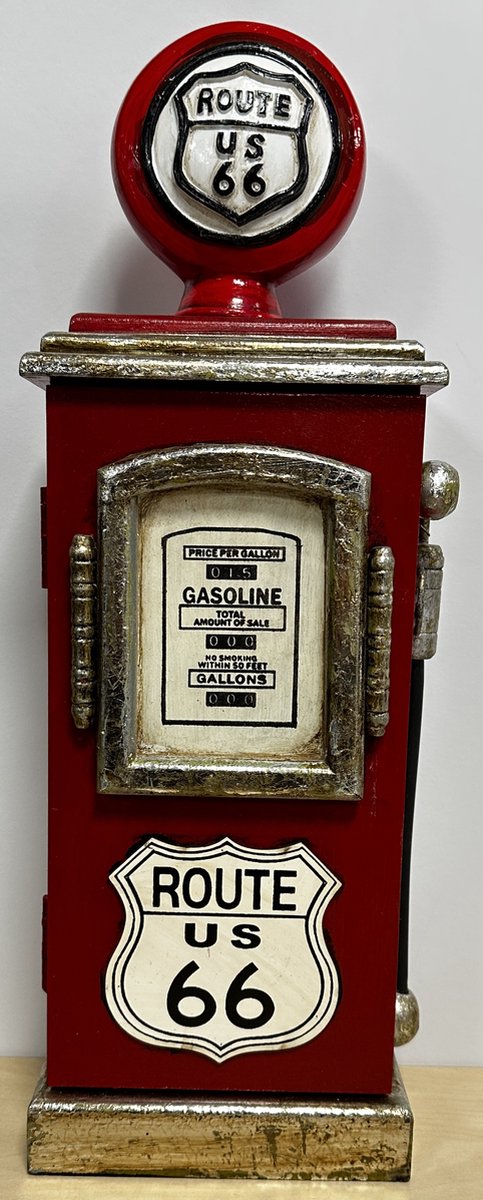 ROUTE
US
66
PRICE PER GALLON
015
GASOLINE
TOTAL
AMOUNT OF SALE
000
NO SMOKING
WITHIN 50 FEET
GALLONS
000
ROUTE
US
66